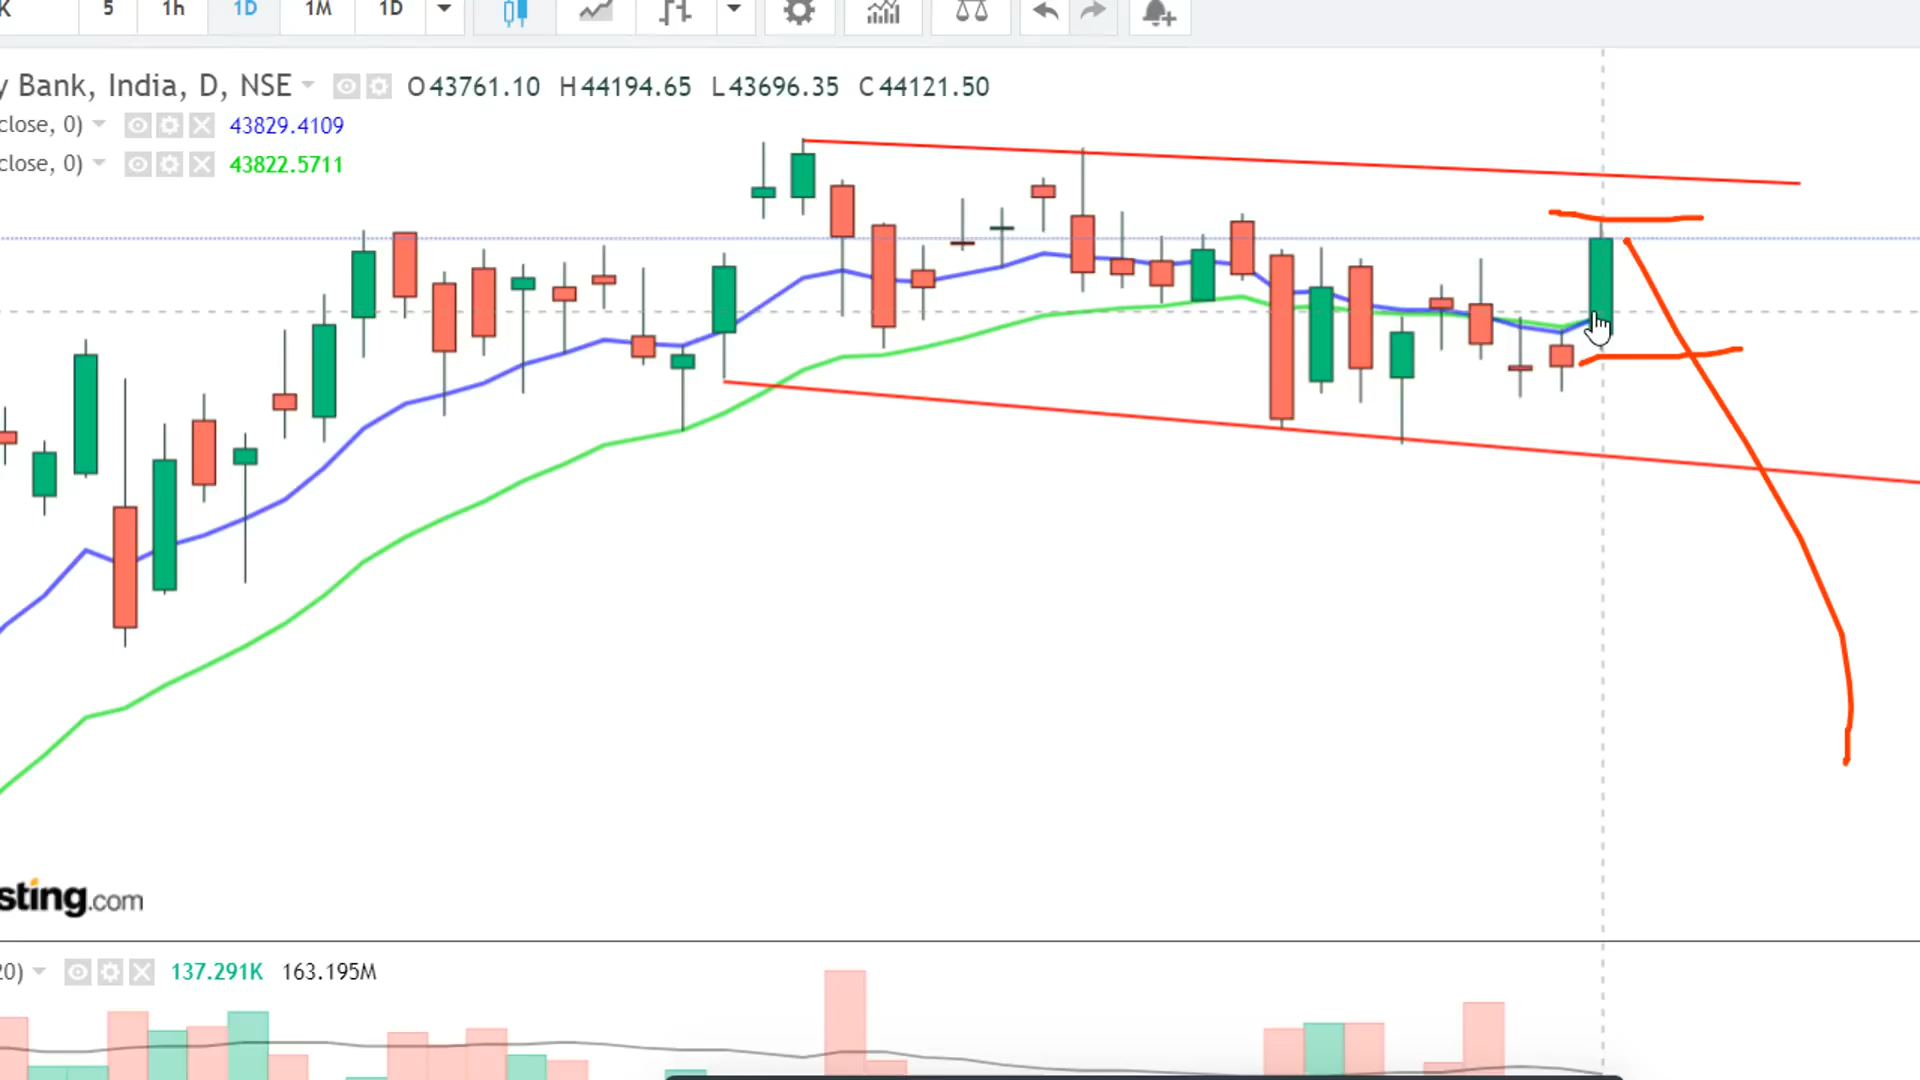 K 5 1h 1D 1M 1D
y Bank, India, D, NSE O43761.10 H44194.65 L43696.35 C44121.50
close, 0) 43829.4109
close, 0) 43822.5711
sting.com
20) 137.291K 163.195M